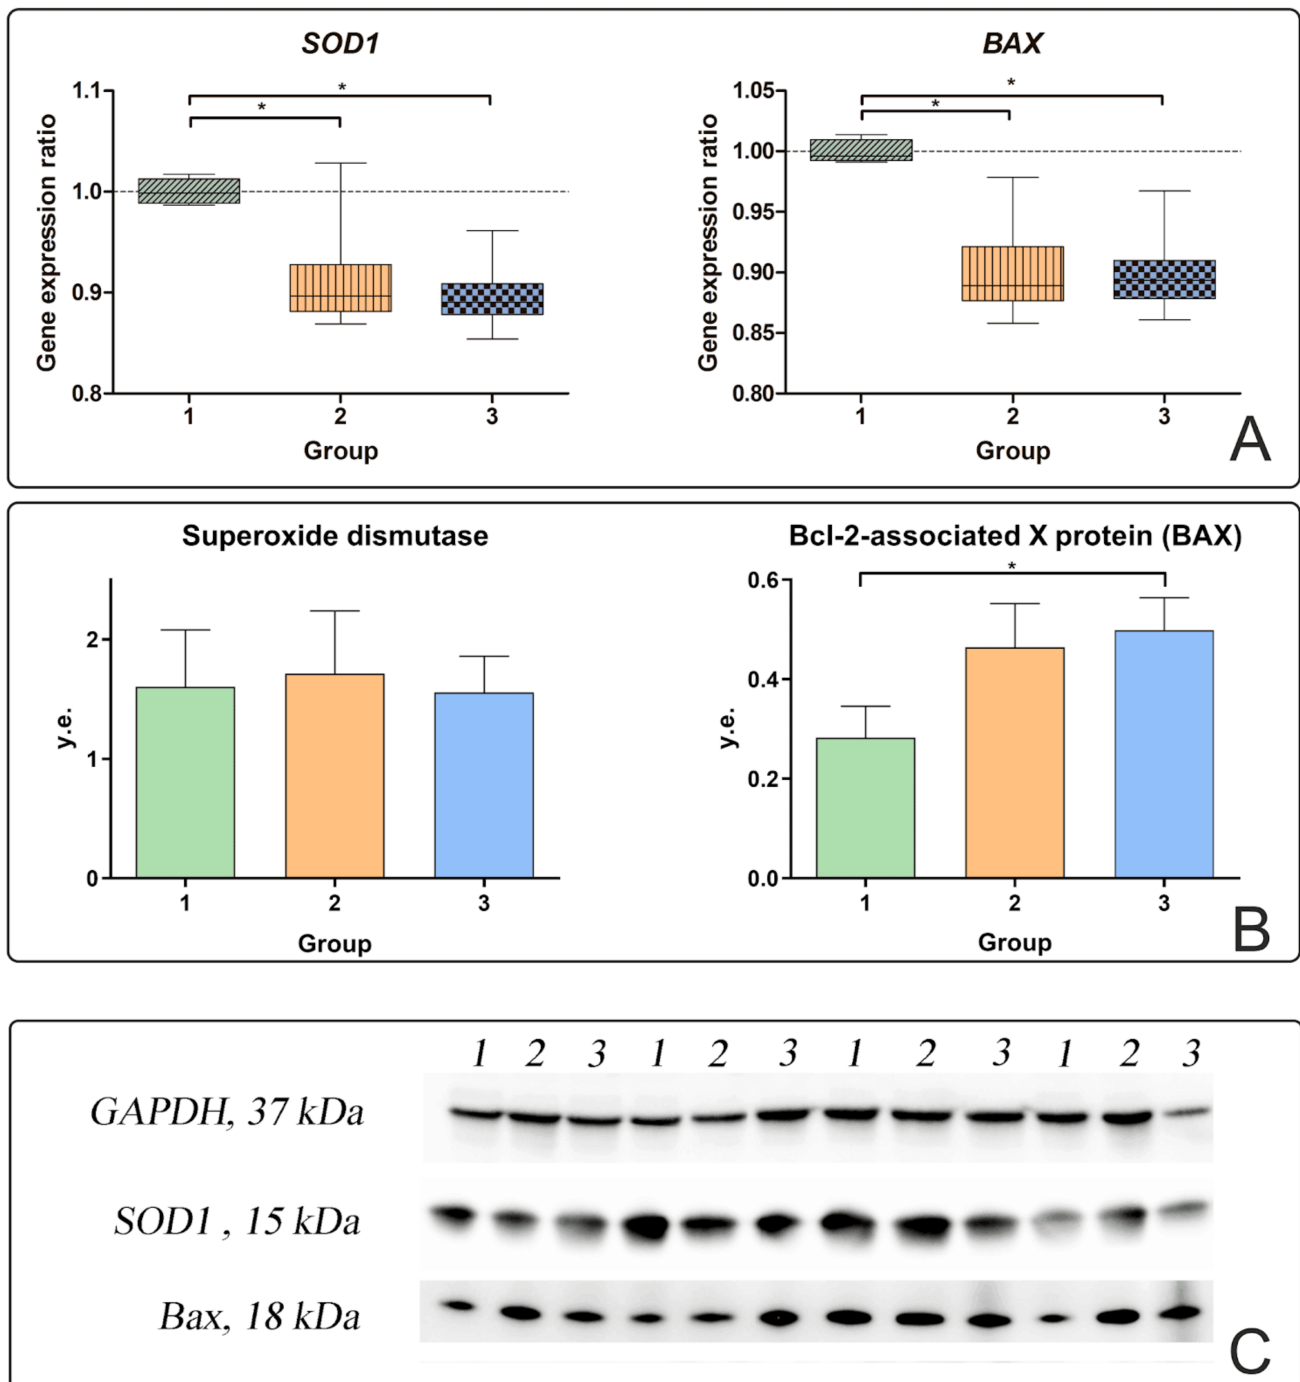 SOD1
BAX
1.1
1.0
0.9
0.8
Gene expression ratio
* *
1 2 3
Group
1.05
1.00
0.95
0.90
0.85
0.80
Gene expression ratio
* *
1 2 3
Group
A
Superoxide dismutase
Bcl-2-associated X protein (BAX)
2
1
0
y.e.
1 2 3
Group
0.6
0.4
0.2
0.0
y.e.
*
1 2 3
Group
B
1 2 3 1 2 3 1 2 3 1 2 3
GAPDH, 37 kDa
SOD1 , 15 kDa
Bax, 18 kDa
C